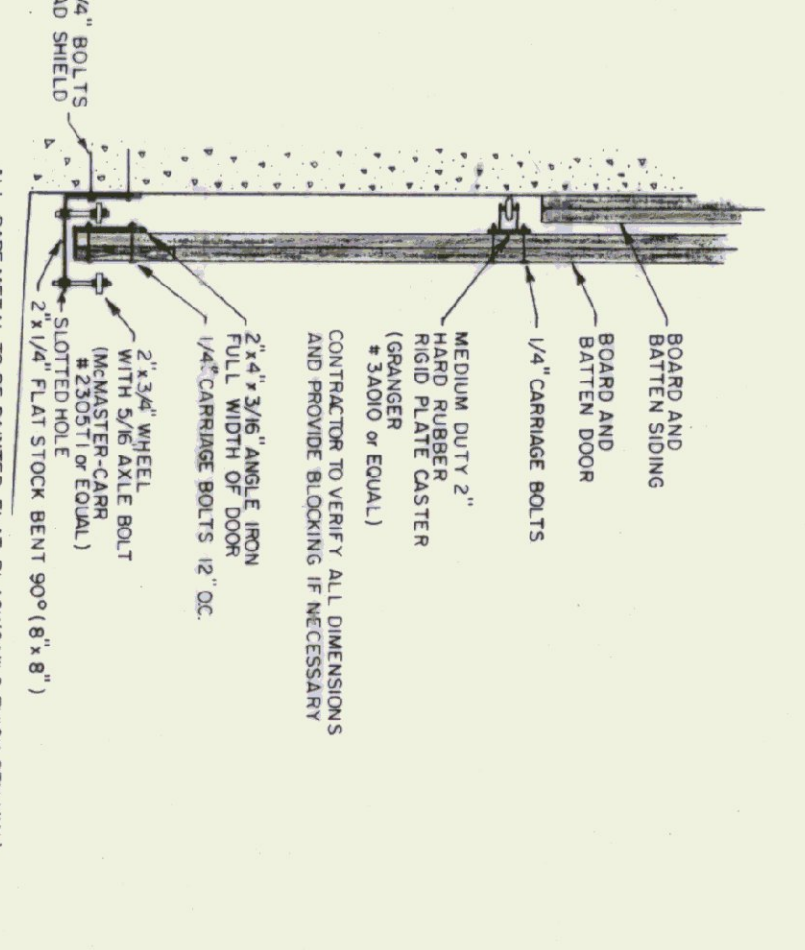 BOARD AND
BATTEN SIDING
BOARD AND
BATTEN DOOR
1/4" CARRIAGE BOLTS
MEDIUM DUTY 2"
HARD RUBBER
RIGID PLATE CASTER
(GRANGER
# 3A010 or EQUAL)
CONTRACTOR TO VERIFY ALL DIMENSIONS
AND PROVIDE BLOCKING IF NECESSARY
2"x4"x3/16" ANGLE IRON
FULL WIDTH OF DOOR
1/4" CARRIAGE BOLTS 12" O.C.
2"x3/4" WHEEL
WITH 5/16 AXLE BOLT
(McMASTER-CARR
#2305T1 or EQUAL)
SLOTTED HOLE
2"x1/4" FLAT STOCK BENT 90° (8"x8")
/4" BOLTS
AD SHIELD